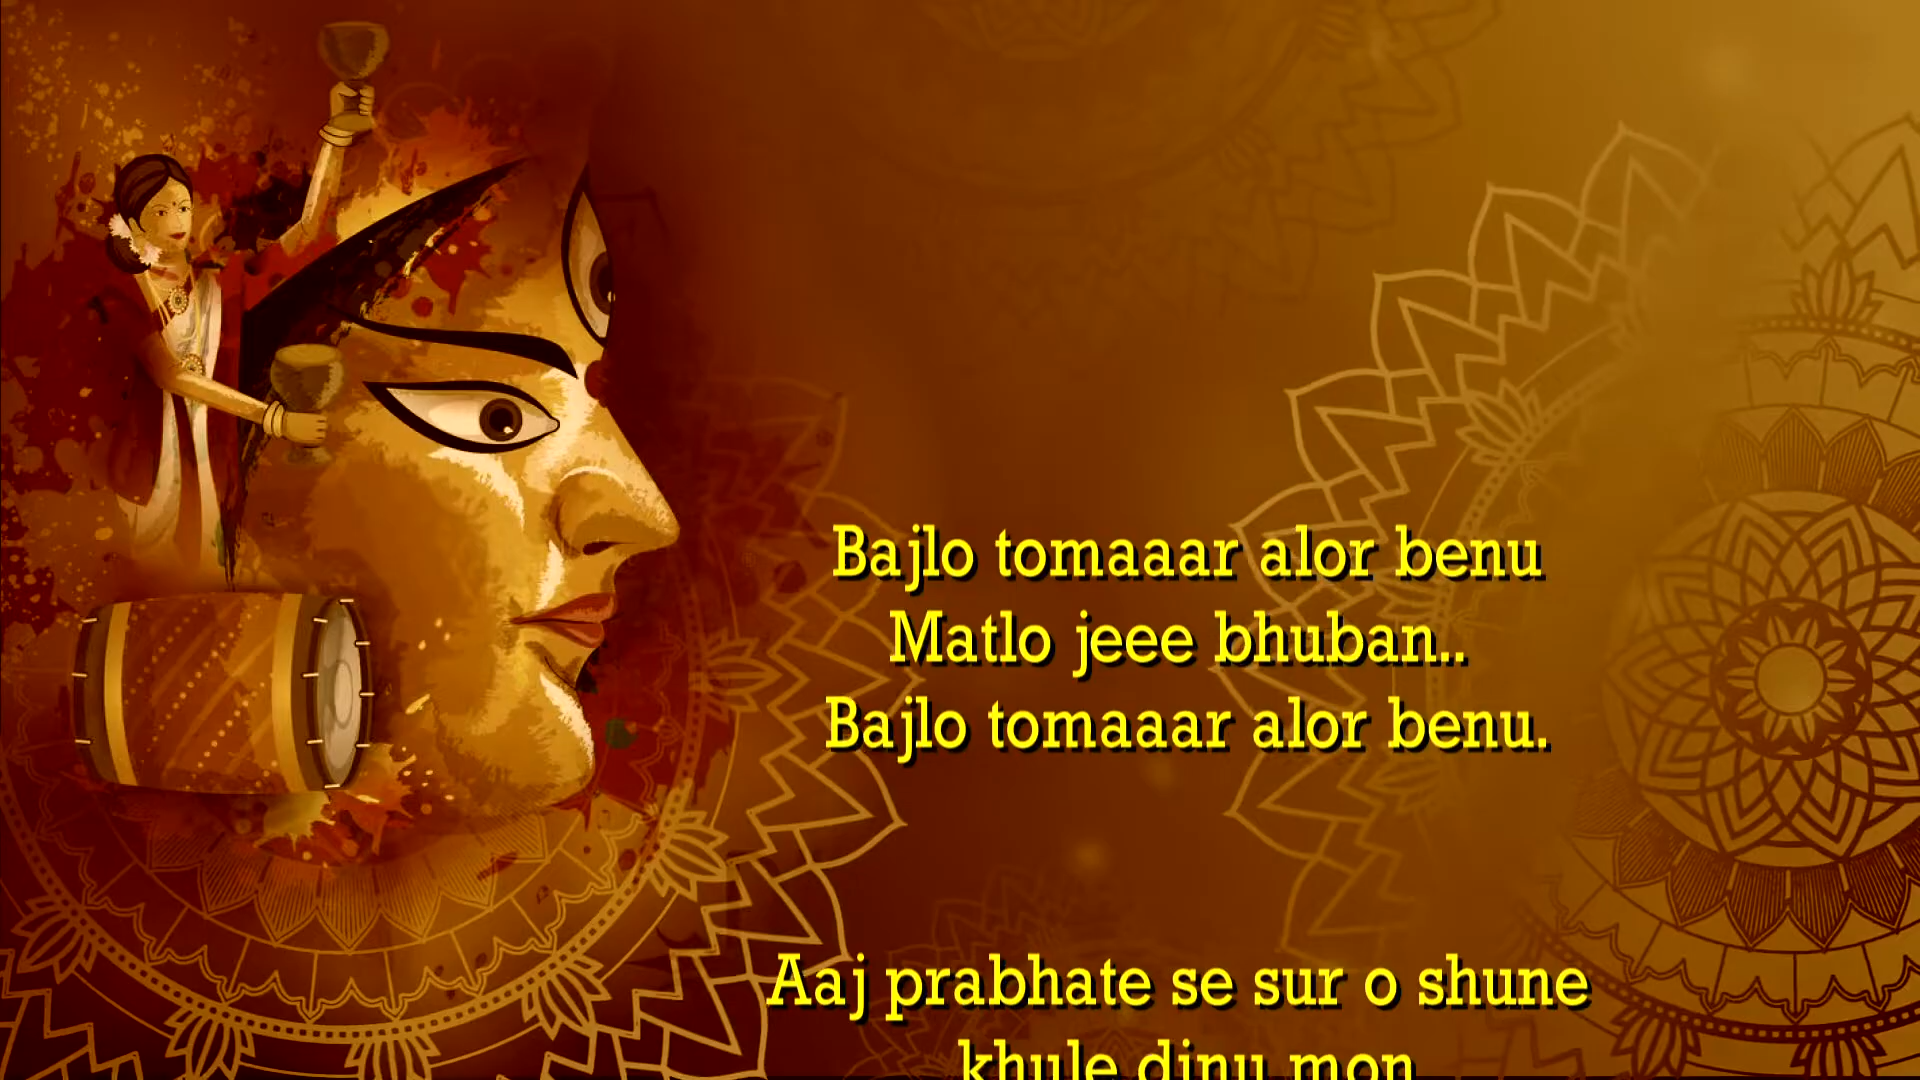 Bajlo tomaaar alor benu
Matlo jeee bhuban..
Bajlo tomaaar alor benu.
Aaj prabhate se sur o shune
khule dinu mon